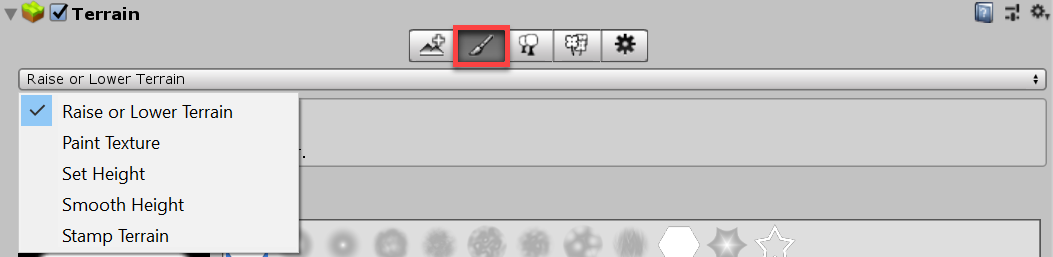 Terrain
Raise or Lower Terrain
Raise or Lower Terrain
Paint Texture
Set Height
Smooth Height
Stamp Terrain